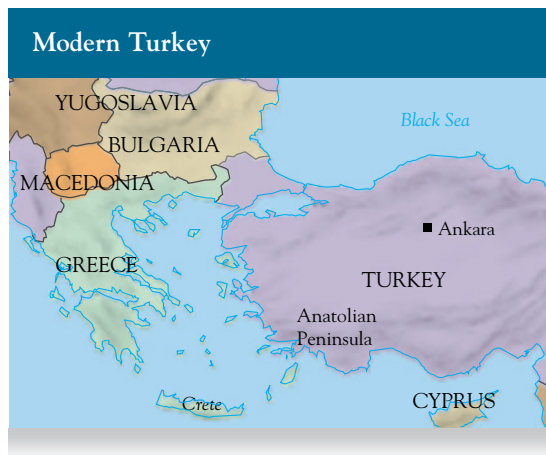 Modern Turkey
YUGOSLAVIA
Black Sea
BULGARIA
MACEDONIA
Ankara
GREECE
TURKEY
Anatolian
Peninsula
Crete
CYPRUS